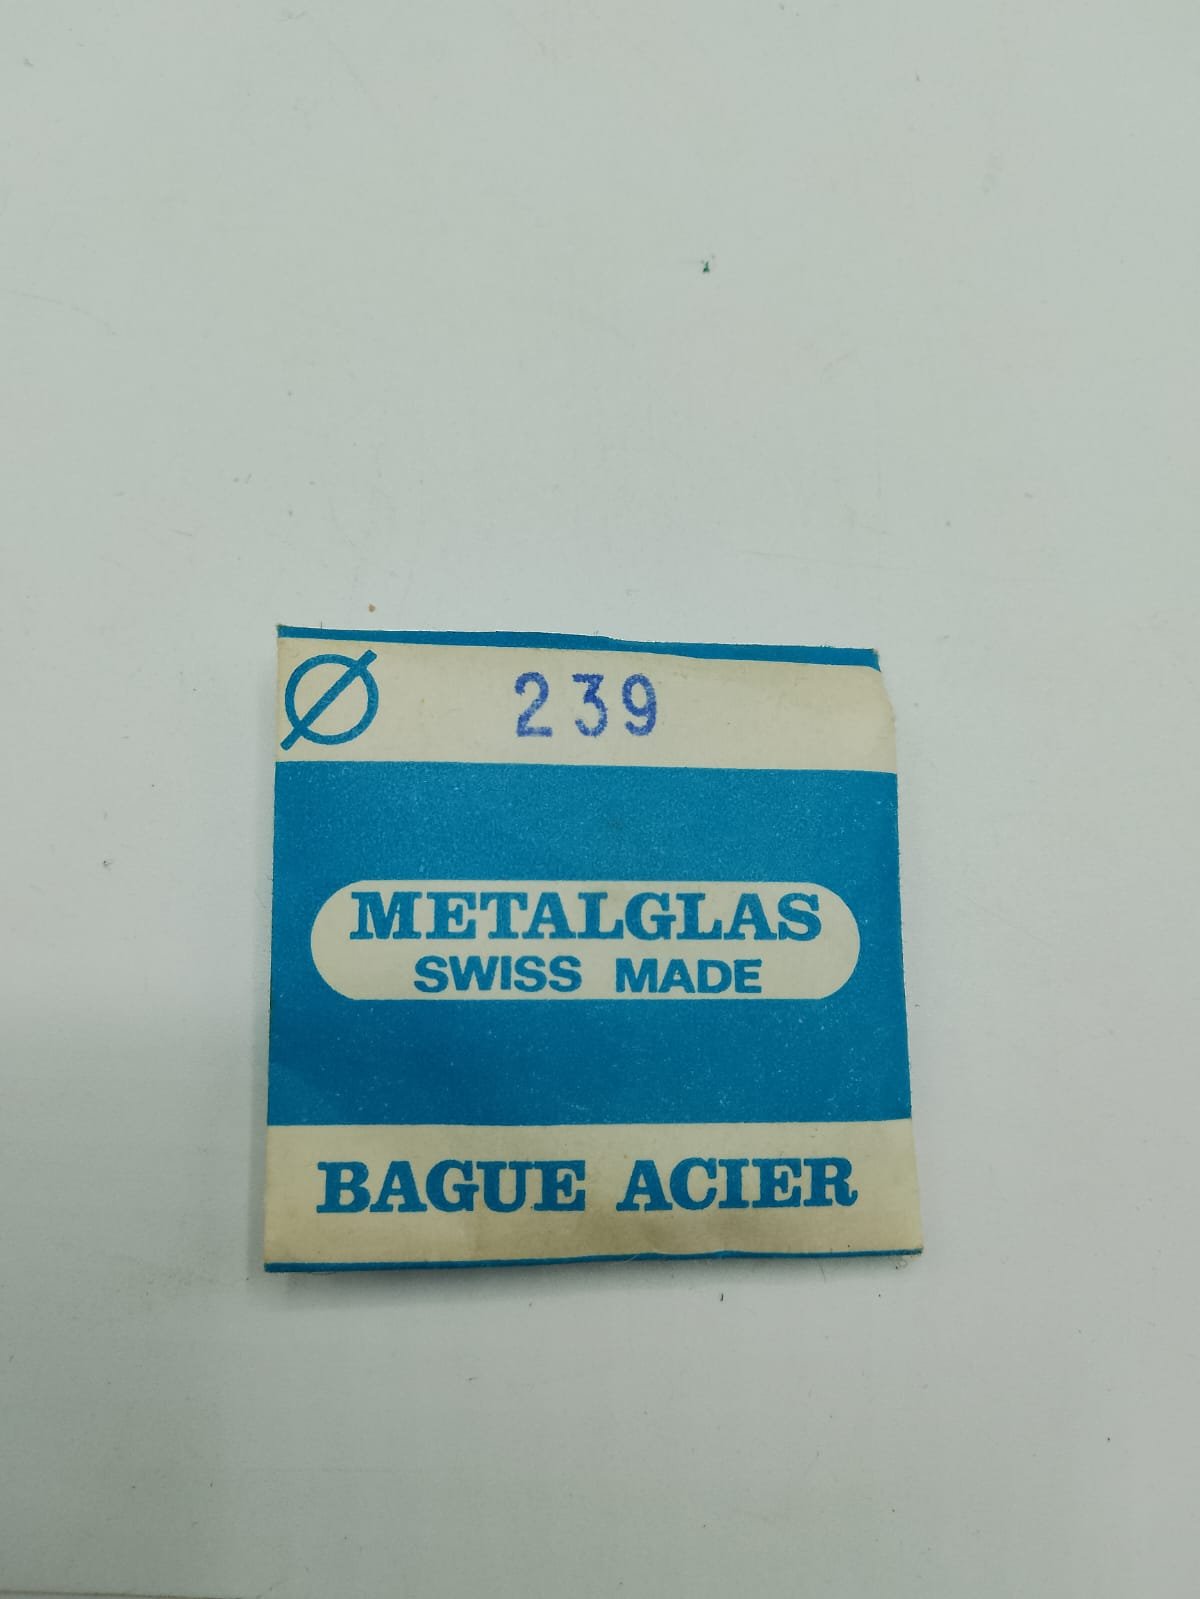 Ø 239
METALGLAS
SWISS MADE
BAGUE ACIER